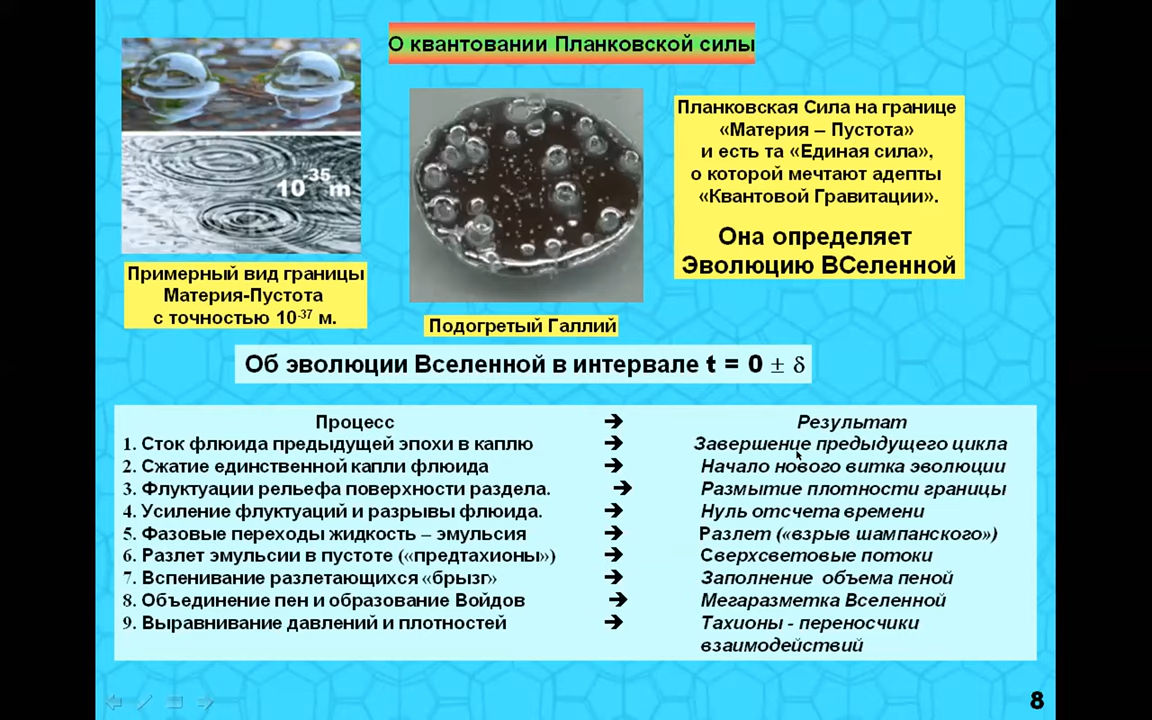 О квантовании Планковской силы
10-35 m
Примерный вид границы
Материя-Пустота
с точностью 10-37 м.
Подогретый Галлий
Планковская Сила на границе
«Материя – Пустота»
и есть та «Единая сила»,
о которой мечтают адепты
«Квантовой Гравитации».
Она определяет
Эволюцию ВСеленной
Об эволюции Вселенной в интервале t = 0 ± δ
Процесс ➔ Результат
1. Сток флюида предыдущей эпохи в каплю ➔ Завершение предыдущего цикла
2. Сжатие единственной капли флюида ➔ Начало нового витка эволюции
3. Флуктуации рельефа поверхности раздела. ➔ Размытие плотности границы
4. Усиление флуктуаций и разрывы флюида. ➔ Нуль отсчета времени
5. Фазовые переходы жидкость – эмульсия ➔ Разлет («взрыв шампанского»)
6. Разлет эмульсии в пустоте («предтахионы») ➔ Сверхсветовые потоки
7. Вспенивание разлетающихся «брызг» ➔ Заполнение объема пеной
8. Объединение пен и образование Войдов ➔ Мегаразметка Вселенной
9. Выравнивание давлений и плотностей ➔ Тахионы - переносчики
взаимодействий
8